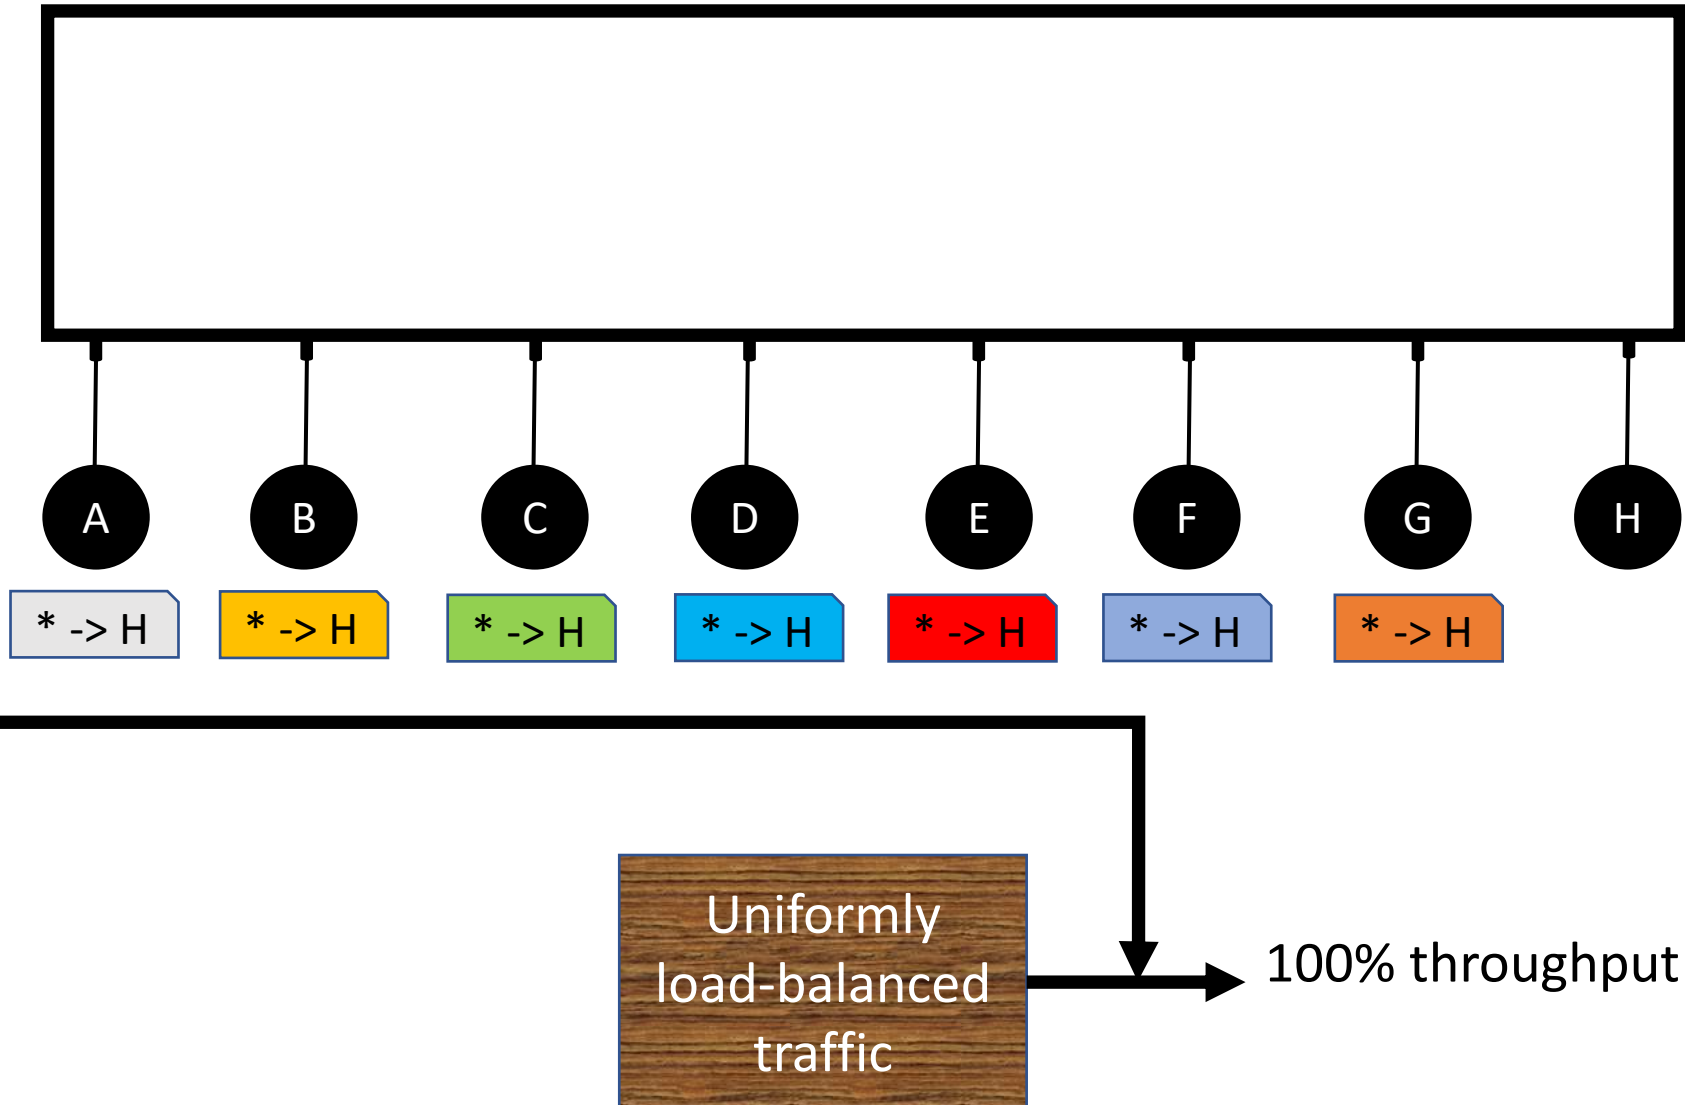 A B C D E F G H
* -> H * -> H * -> H * -> H * -> H * -> H * -> H
Uniformly
load-balanced
traffic
100% throughput